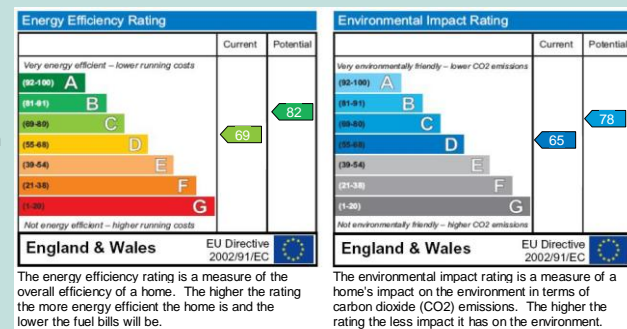 Energy Efficiency Rating
Current Potential
Very energy efficient – lower running costs
(92-100) A
(81-91) B
82
(69-80) C
69
(55-68) D
(39-54) E
(21-38) F
(1-20) G
Not energy efficient – higher running costs
England & Wales
EU Directive
2002/91/EC
The energy efficiency rating is a measure of the
overall efficiency of a home. The higher the rating
the more energy efficient the home is and the
lower the fuel bills will be.
Environmental Impact Rating
Current Potential
Very environmentally friendly – lower CO2 emissions
(92-100) A
(81-91) B
(69-80) C
78
(55-68) D
65
(39-54) E
(21-38) F
(1-20) G
Not environmentally friendly – higher CO2 emissions
England & Wales
EU Directive
2002/91/EC
The environmental impact rating is a measure of a
home's impact on the environment in terms of
carbon dioxide (CO2) emissions. The higher the
rating the less impact it has on the environment.